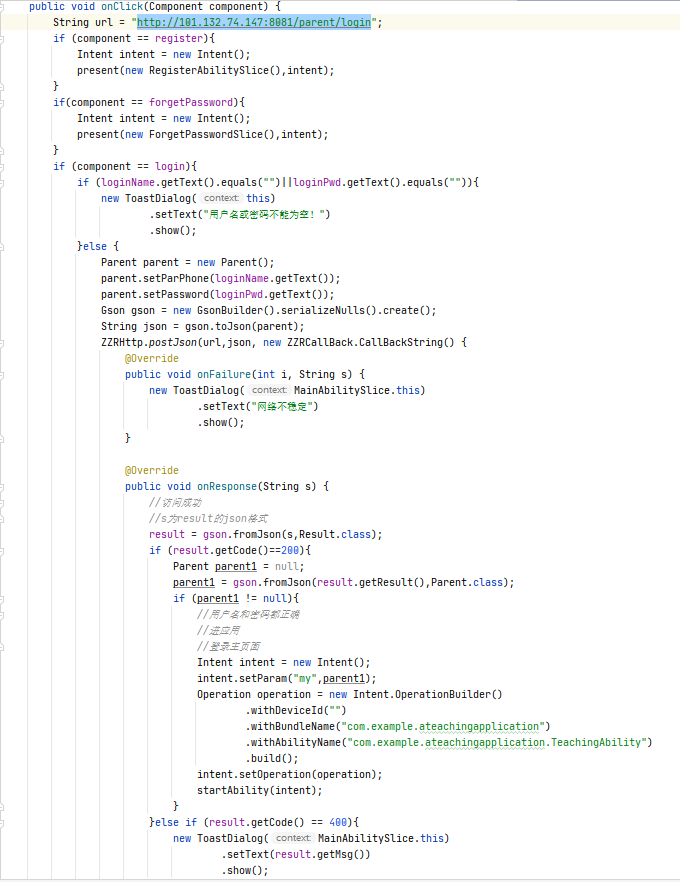 public void onClick(Component component) {
String url = "http://101.132.74.147:8081/parent/login";
if (component == register){
Intent intent = new Intent();
present(new RegisterAbilitySlice(),intent);
}
if(component == forgetPassword){
Intent intent = new Intent();
present(new ForgetPasswordSlice(),intent);
}
if (component == login){
if (loginName.getText().equals("")||loginPwd.getText().equals("")){
new ToastDialog( context: this)
.setText("用户名或密码不能为空！")
.show();
}else {
Parent parent = new Parent();
parent.setParPhone(loginName.getText());
parent.setPassword(loginPwd.getText());
Gson gson = new GsonBuilder().serializeNulls().create();
String json = gson.toJson(parent);
ZZRHttp.postJson(url,json, new ZZRCallBack.CallBackString() {
@Override
public void onFailure(int i, String s) {
new ToastDialog( context: MainAbilitySlice.this)
.setText("网络不稳定")
.show();
}
@Override
public void onResponse(String s) {
//访问成功
//s为result的json格式
result = gson.fromJson(s,Result.class);
if (result.getCode()==200){
Parent parent1 = null;
parent1 = gson.fromJson(result.getResult(),Parent.class);
if (parent1 != null){
//用户名和密码都正确
//进应用
//登录主页面
Intent intent = new Intent();
intent.setParam("my",parent1);
Operation operation = new Intent.OperationBuilder()
.withDeviceId("")
.withBundleName("com.example.ateachingapplication")
.withAbilityName("com.example.ateachingapplication.TeachingAbility")
.build();
intent.setOperation(operation);
startAbility(intent);
}
}else if (result.getCode() == 400){
new ToastDialog( context: MainAbilitySlice.this)
.setText(result.getMsg())
.show();